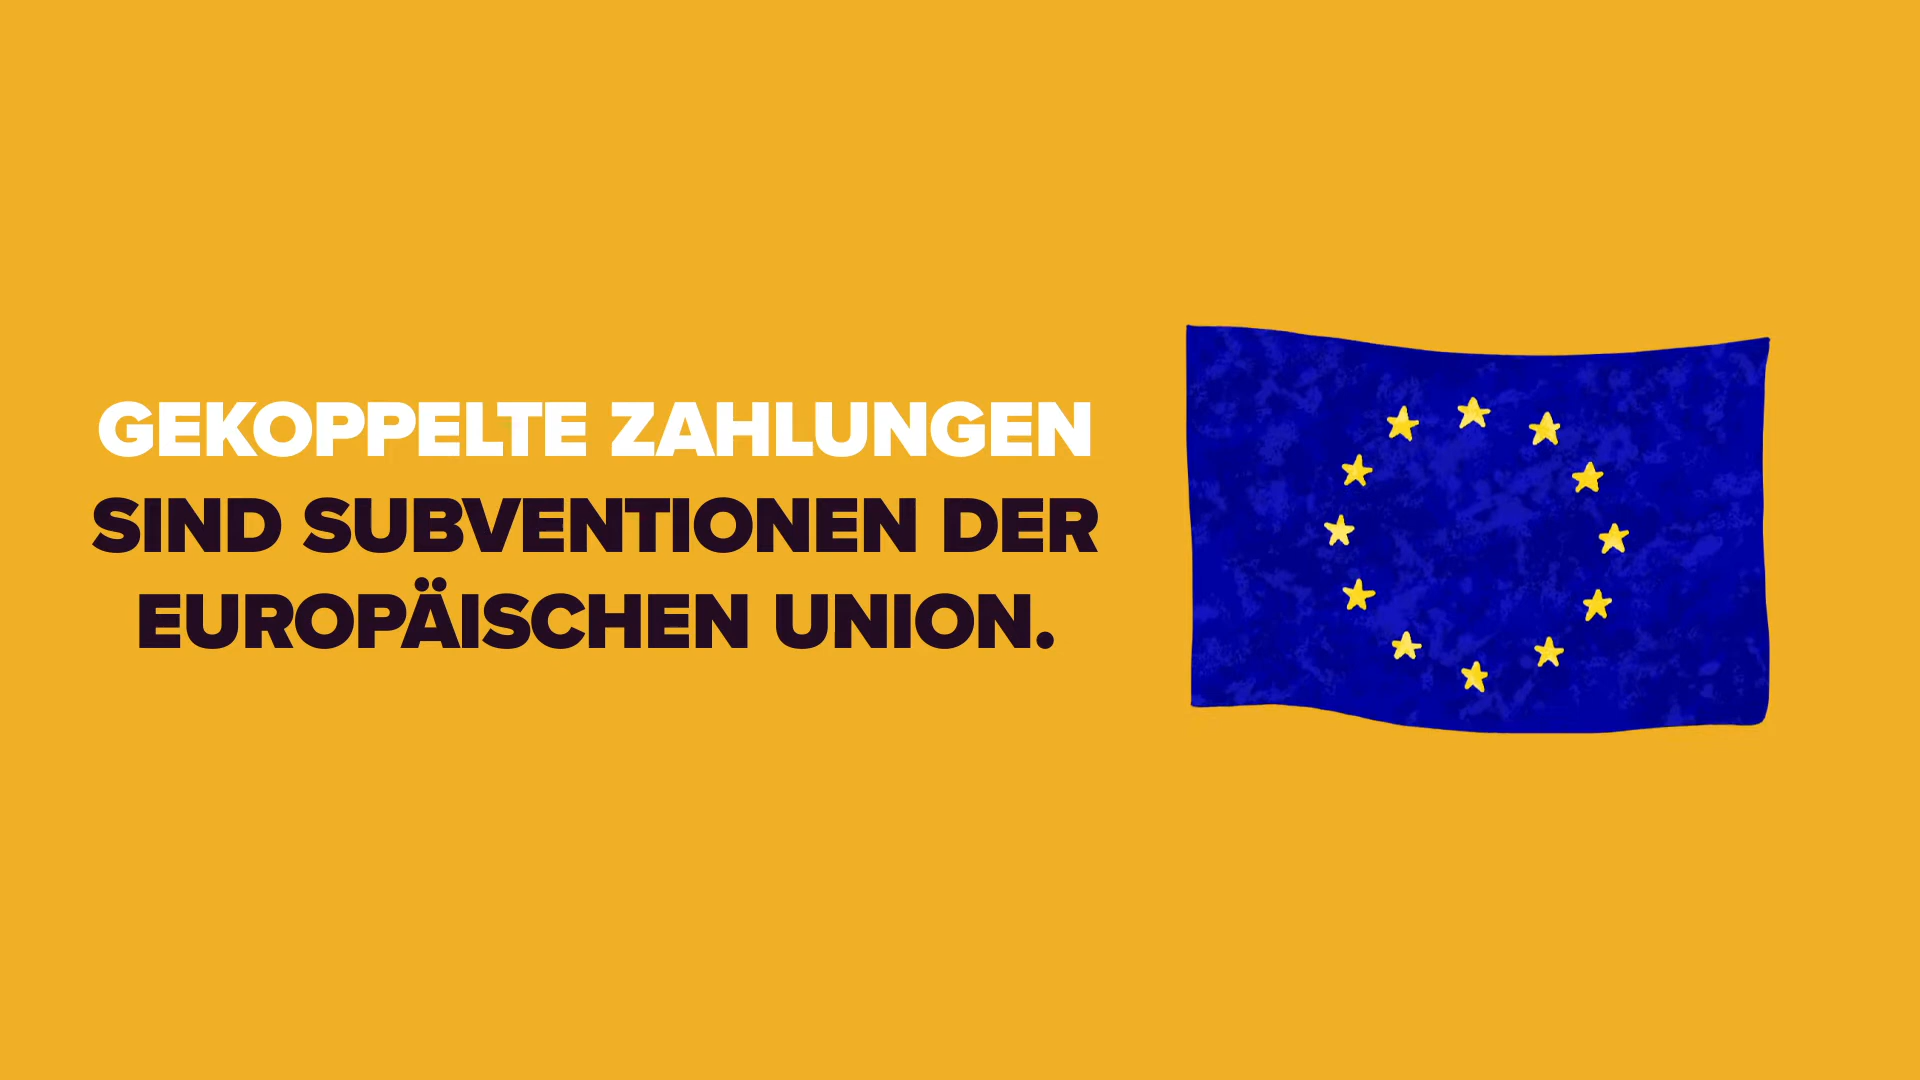 GEKOPPELTE ZAHLUNGEN
SIND SUBVENTIONEN DER
EUROPÄISCHEN UNION.